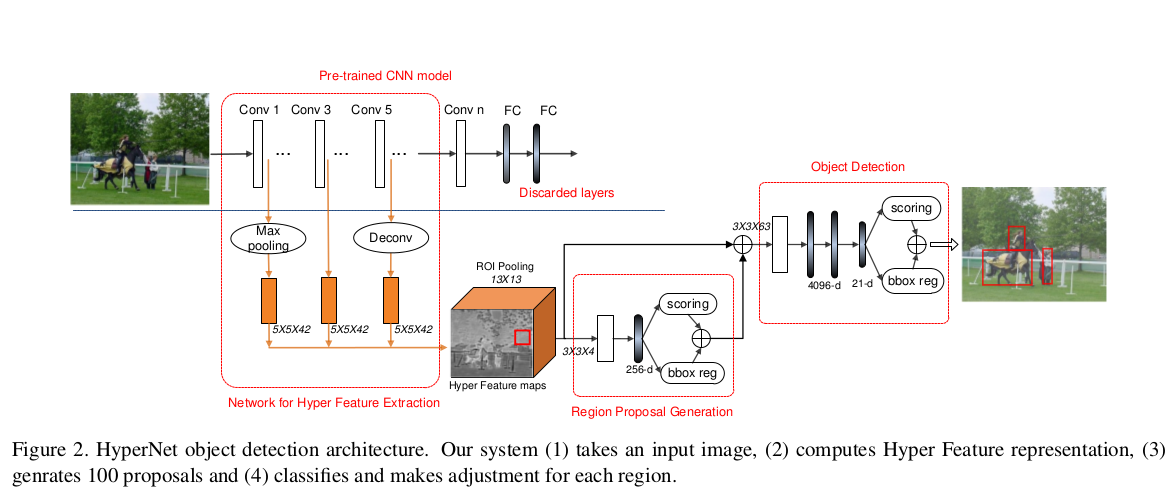 Pre-trained CNN model
Conv 1
Conv 3
Conv 5
Conv n
FC
FC
...
...
...
Discarded layers
Max
pooling
Deconv
5X5X42
5X5X42
5X5X42
Network for Hyper Feature Extraction
ROI Pooling
13X13
Hyper Feature maps
3X3X4
256-d
scoring
bbox reg
Region Proposal Generation
Object Detection
3X3X63
4096-d
21-d
scoring
bbox reg
Figure 2. HyperNet object detection architecture. Our system (1) takes an input image, (2) computes Hyper Feature representation, (3)
genrates 100 proposals and (4) classifies and makes adjustment for each region.